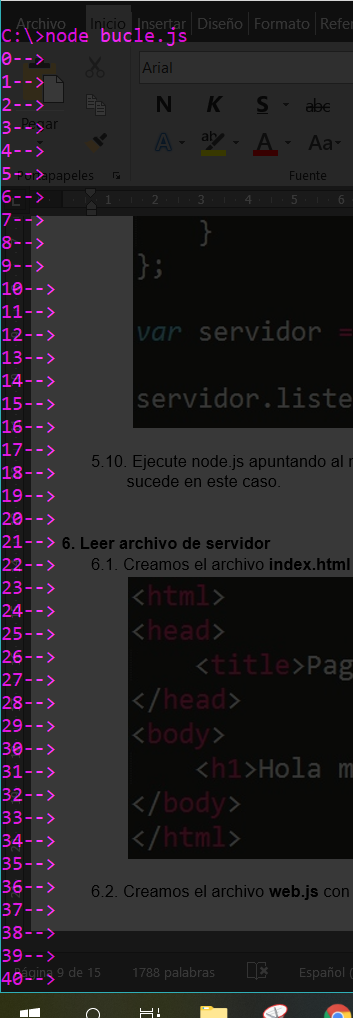 Archivo Inicio Insertar Diseño Formato Refer
C:\>node bucle.js
0-->
1-->
2-->
3-->
4-->
5-->
6-->
7-->
8-->
9-->
10-->
11-->
12-->
13-->
14-->
15-->
16-->
17-->
18-->
19-->
20-->
21-->
22-->
23-->
24-->
25-->
26-->
27-->
28-->
29-->
30-->
31-->
32-->
33-->
34-->
35-->
36-->
37-->
38-->
39-->
40-->
Arial
N K S abc
Pegar
A ab A Aa
Portapapeles Fuente
1 2 3 4 5 6
}
};
var servidor =
servidor.liste
5.10. Ejecute node.js apuntando al
sucede en este caso.
6. Leer archivo de servidor
6.1. Creamos el archivo index.html
<html>
<head>
<title>Pag
</head>
<body>
<h1>Hola m
</body>
</html>
6.2. Creamos el archivo web.js con
Página 9 de 15 1788 palabras Español (